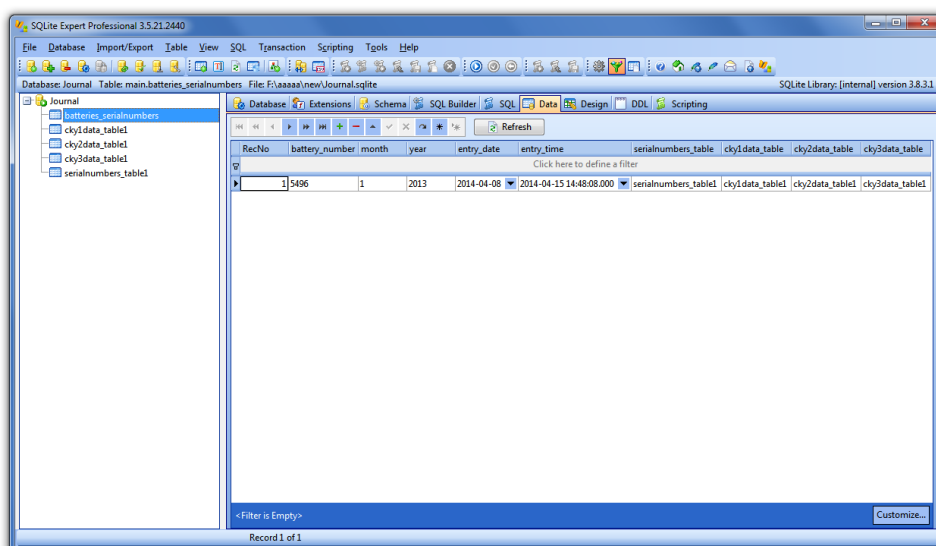 SQLite Expert Professional 3.5.21.2440
File Database Import/Export Table View SQL Transaction Scripting Tools Help
Database: Journal Table: main.batteries_serialnumbers File: F:\aaaaa\new\Journal.sqlite SQLite Library: [internal] version 3.8.3.1
Journal
batteries_serialnumbers
cky1data_table1
cky2data_table1
cky3data_table1
serialnumbers_table1
Database Extensions Schema SQL Builder SQL Data Design DDL Scripting
Refresh
RecNo battery_number month year entry_date entry_time serialnumbers_table cky1data_table cky2data_table cky3data_table
Click here to define a filter
1 5496 1 2013 2014-04-08 2014-04-15 14:48:08.000 serialnumbers_table1 cky1data_table1 cky2data_table1 cky3data_table1
<Filter is Empty> Customize...
Record 1 of 1